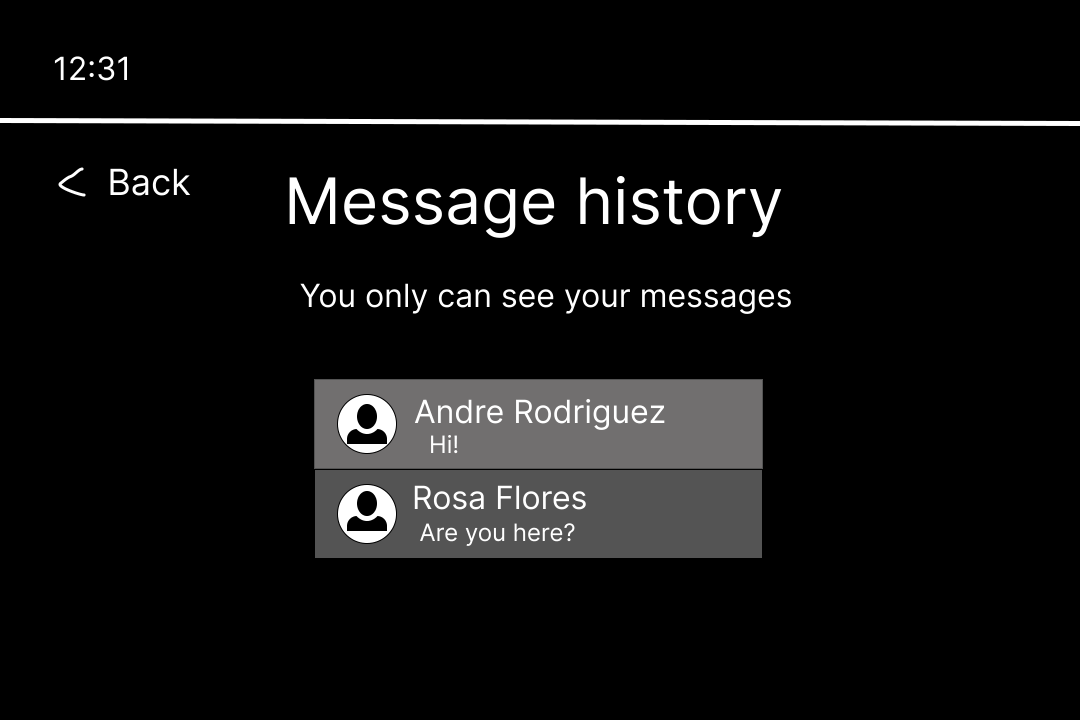 12:31
Back
Message history
You only can see your messages
Andre Rodriguez
Hi!
Rosa Flores
Are you here?